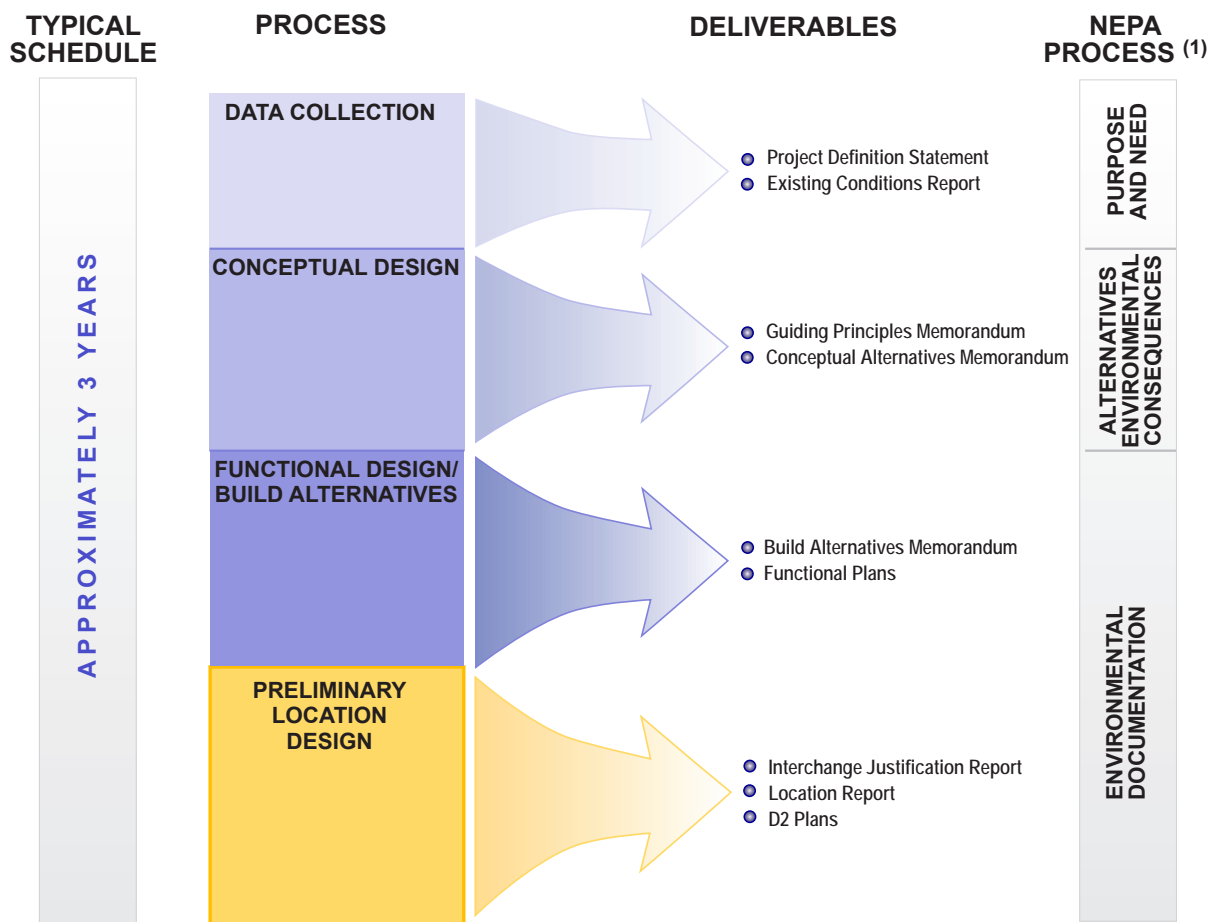 TYPICAL
SCHEDULE
PROCESS
DELIVERABLES
NEPA
PROCESS (1)
APPROXIMATELY 3 YEARS
DATA COLLECTION
Project Definition Statement
Existing Conditions Report
PURPOSE
AND NEED
CONCEPTUAL DESIGN
Guiding Principles Memorandum
Conceptual Alternatives Memorandum
ALTERNATIVES
ENVIRONMENTAL
CONSEQUENCES
FUNCTIONAL DESIGN/
BUILD ALTERNATIVES
Build Alternatives Memorandum
Functional Plans
PRELIMINARY
LOCATION
DESIGN
Interchange Justification Report
Location Report
D2 Plans
ENVIRONMENTAL
DOCUMENTATION